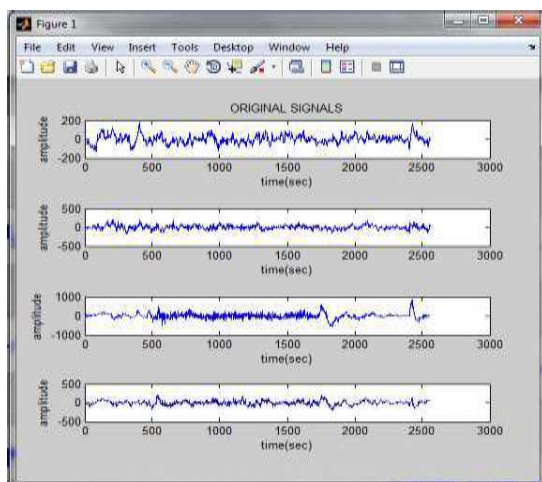 Figure 1
File Edit View Insert Tools Desktop Window Help
ORIGINAL SIGNALS
amplitude
200
0
-200
0 500 1000 1500 2000 2500 3000
time(sec)
amplitude
500
0
-500
0 500 1000 1500 2000 2500 3000
time(sec)
amplitude
1000
0
-1000
0 500 1000 1500 2000 2500 3000
time(sec)
amplitude
500
0
-500
0 500 1000 1500 2000 2500 3000
time(sec)